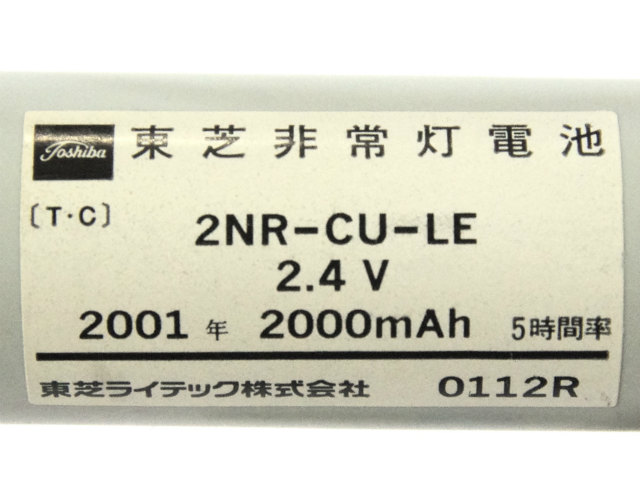 Toshiba 東芝非常灯電池
〔T·C〕
2NR-CU-LE
2.4 V
2001 年 2000mAh 5時間率
東芝ライテック株式会社 0112R